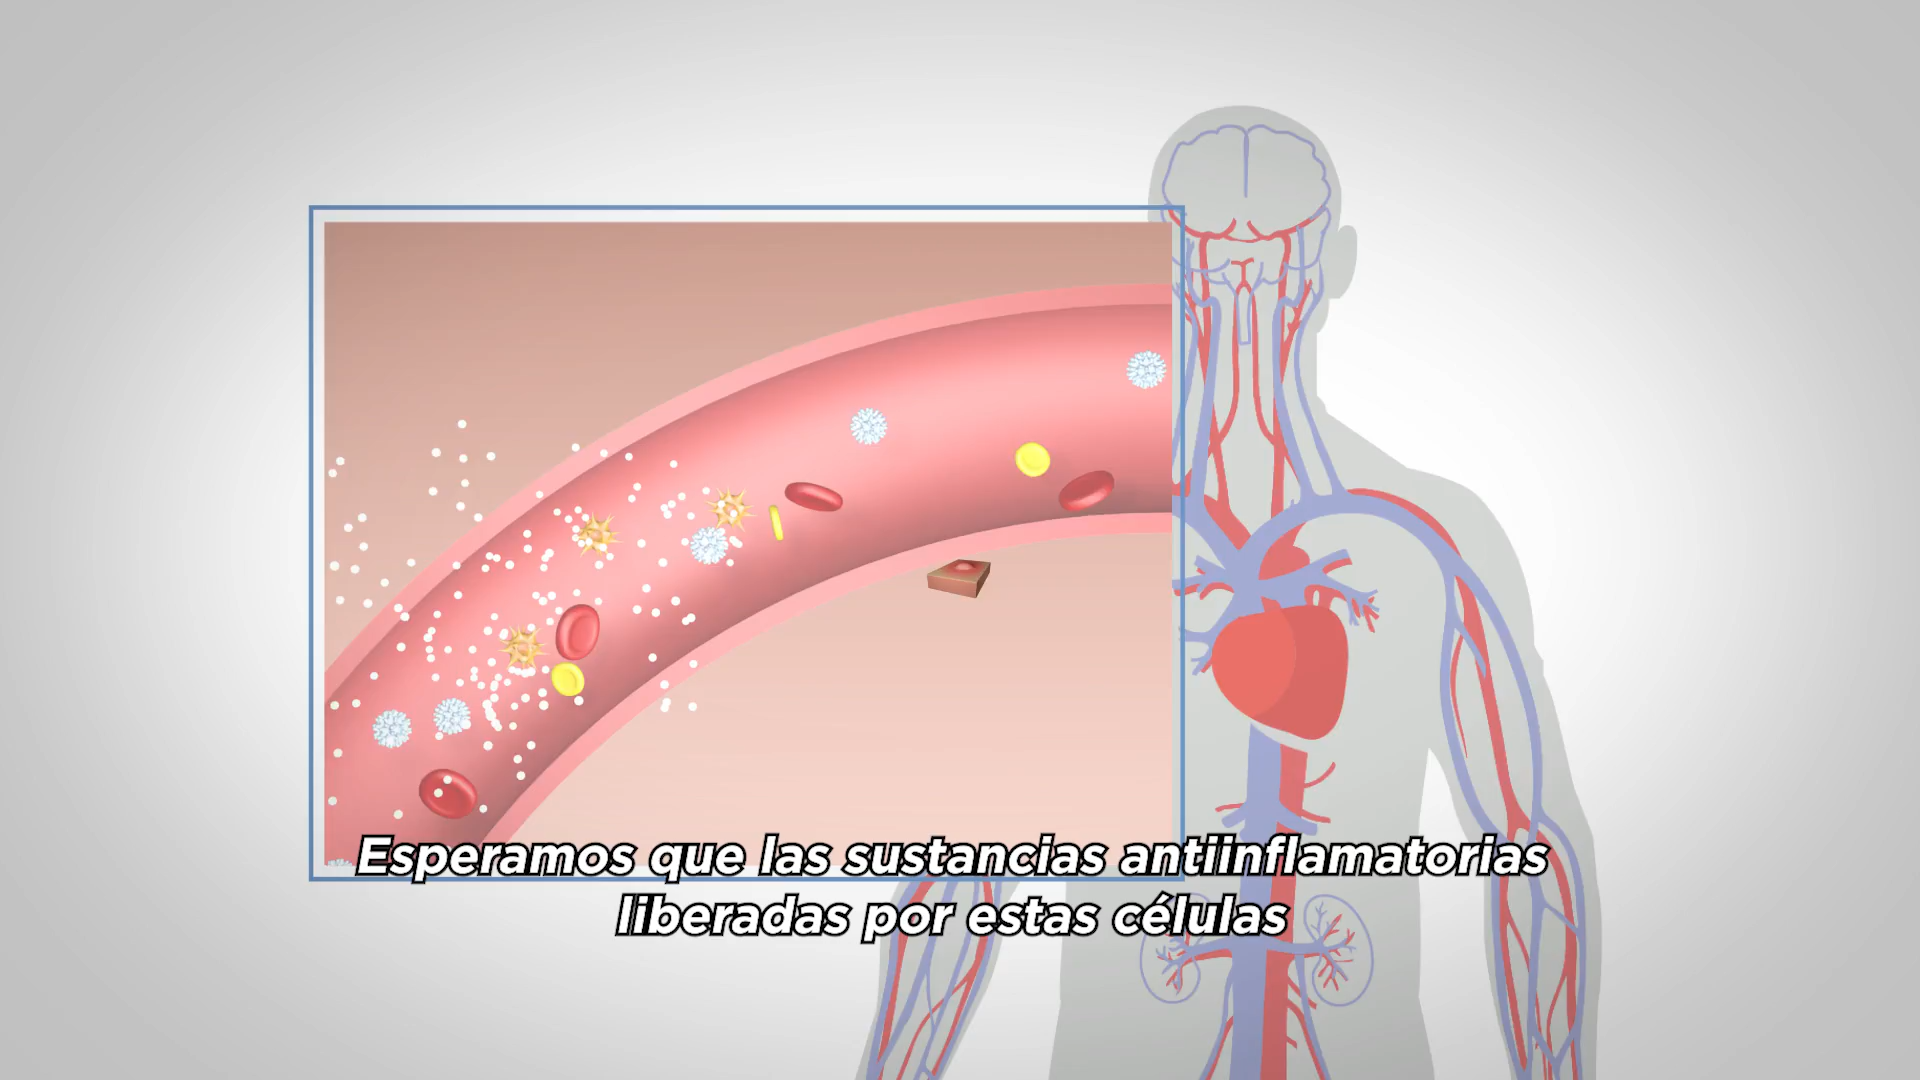 Esperamos que las sustancias antiinflamatorias
liberadas por estas células